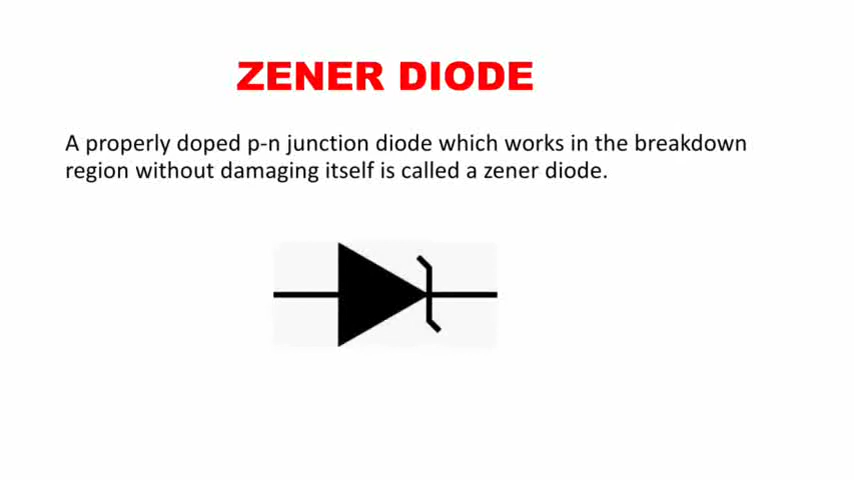 ZENER DIODE
A properly doped p-n junction diode which works in the breakdown
region without damaging itself is called a zener diode.